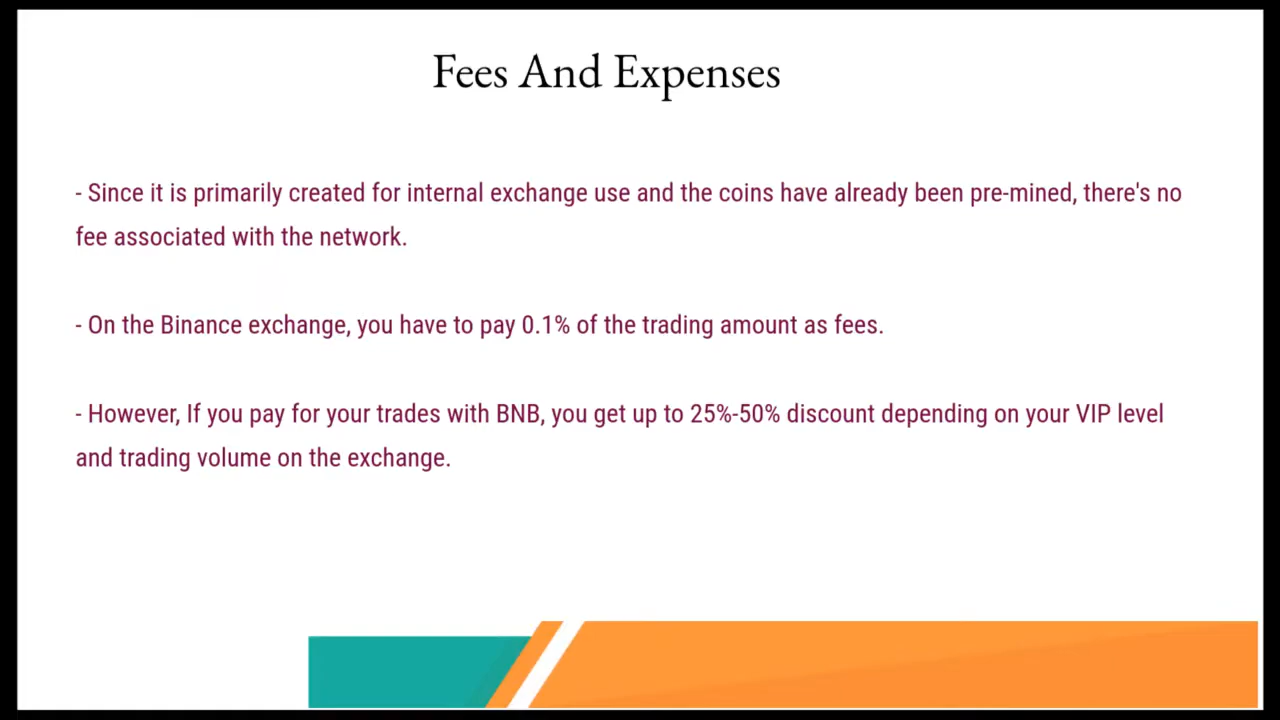 Fees And Expenses
- Since it is primarily created for internal exchange use and the coins have already been pre-mined, there's no
fee associated with the network.
- On the Binance exchange, you have to pay 0.1% of the trading amount as fees.
- However, If you pay for your trades with BNB, you get up to 25%-50% discount depending on your VIP level
and trading volume on the exchange.